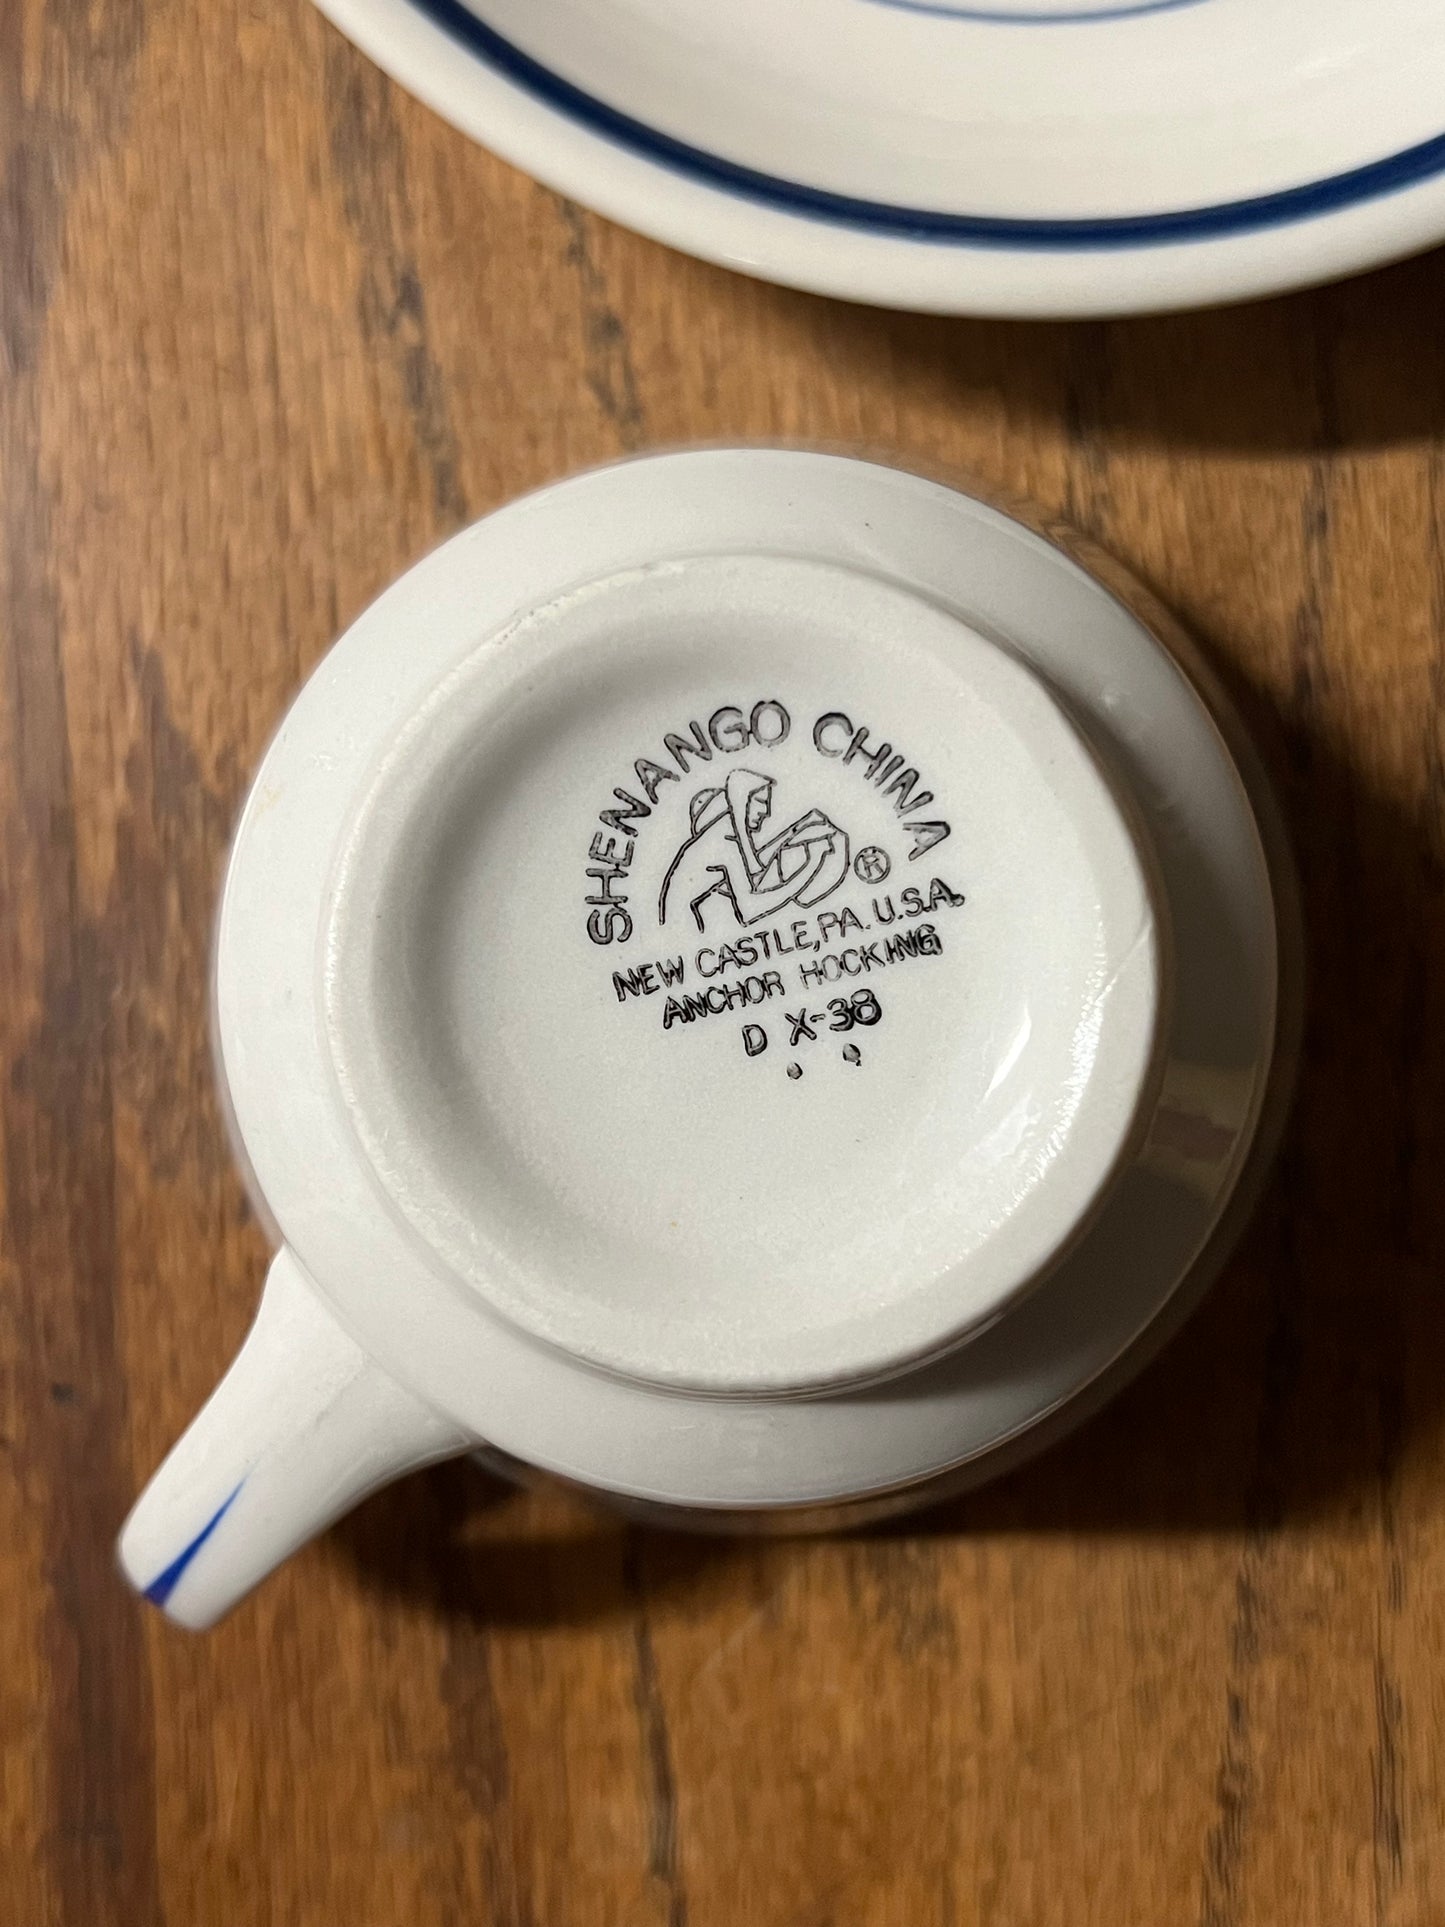 SHENANGO CHINA
®
NEW CASTLE, PA. U.S.A.
ANCHOR HOCKING
D X-38